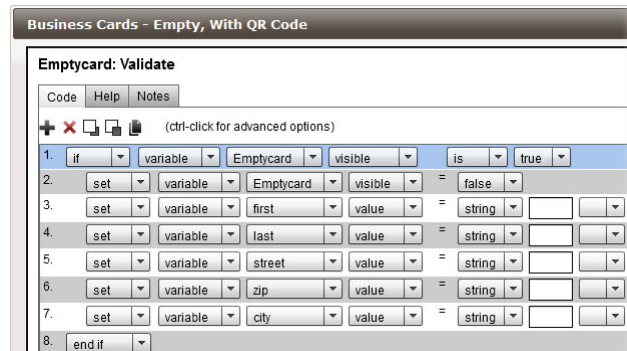 Business Cards - Empty, With QR Code
Emptycard: Validate
Code Help Notes
(ctrl-click for advanced options)
1. if variable Emptycard visible is true
2. set variable Emptycard visible = false
3. set variable first value = string
4. set variable last value = string
5. set variable street value = string
6. set variable zip value = string
7. set variable city value = string
8. end if